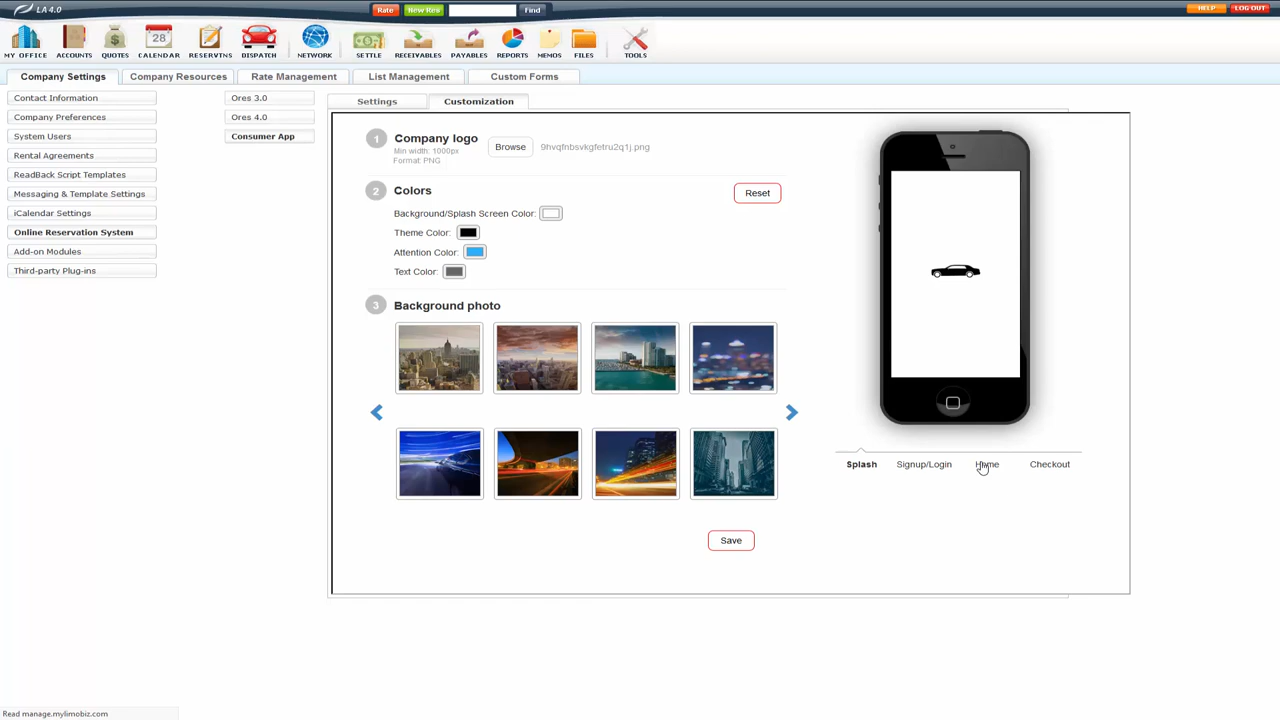 LA 4.0
Rate
New Res
Find
HELP
LOG OUT
MY OFFICE
ACCOUNTS
QUOTES
28
CALENDAR
RESERVTNS
DISPATCH
NETWORK
SETTLE
RECEIVABLES
PAYABLES
REPORTS
MEMOS
FILES
TOOLS
Company Settings
Company Resources
Rate Management
List Management
Custom Forms
Contact Information
Company Preferences
System Users
Rental Agreements
ReadBack Script Templates
Messaging & Template Settings
iCalendar Settings
Online Reservation System
Add-on Modules
Third-party Plug-ins
Ores 3.0
Ores 4.0
Consumer App
Settings
Customization
1
Company logo
Min width: 1000px
Format: PNG
Browse
9hvqfnbsvkgfetru2q1j.png
2
Colors
Reset
Background/Splash Screen Color:
Theme Color:
Attention Color:
Text Color:
3
Background photo
Save
Splash
Signup/Login
Home
Checkout
Read manage.mylimobiz.com